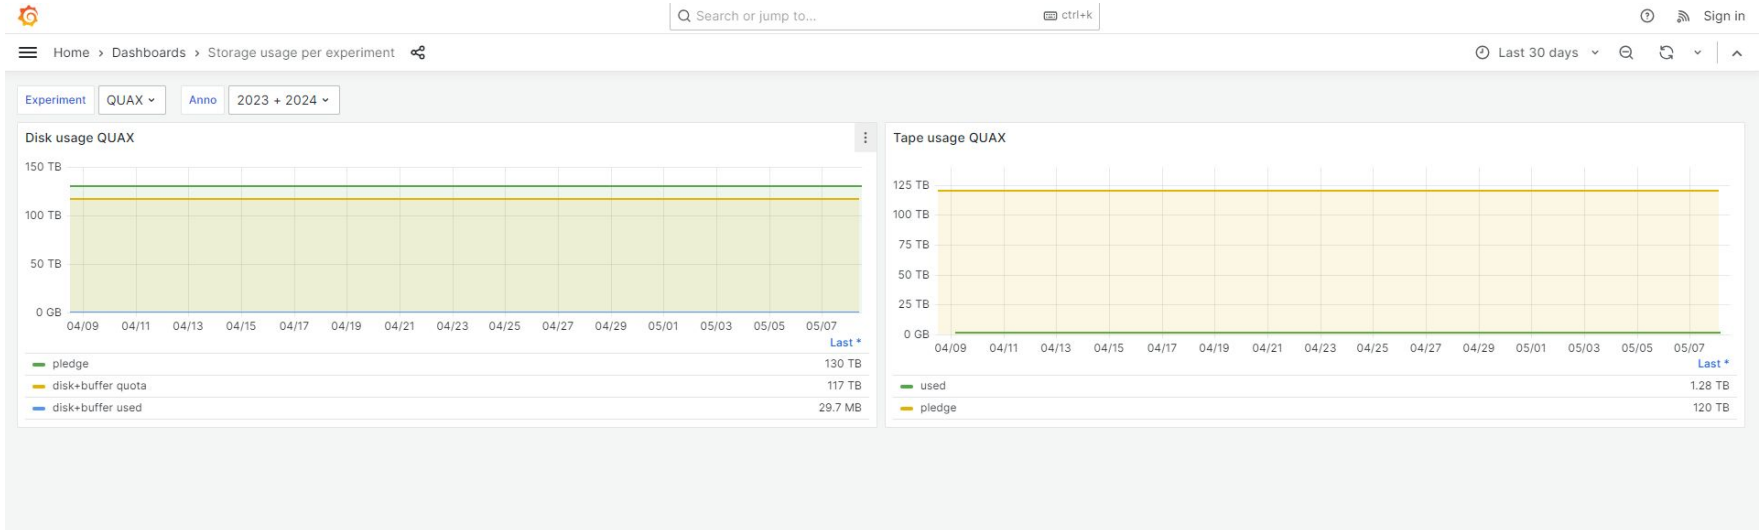 Search or jump to... ctrl+k Sign in
Home › Dashboards › Storage usage per experiment Last 30 days
Experiment QUAX Anno 2023 + 2024
Disk usage QUAX
150 TB
100 TB
50 TB
0 GB
04/09 04/11 04/13 04/15 04/17 04/19 04/21 04/23 04/25 04/27 04/29 05/01 05/03 05/05 05/07
Last *
pledge 130 TB
disk+buffer quota 117 TB
disk+buffer used 29.7 MB
Tape usage QUAX
125 TB
100 TB
75 TB
50 TB
25 TB
0 GB
04/09 04/11 04/13 04/15 04/17 04/19 04/21 04/23 04/25 04/27 04/29 05/01 05/03 05/05 05/07
Last *
used 1.28 TB
pledge 120 TB